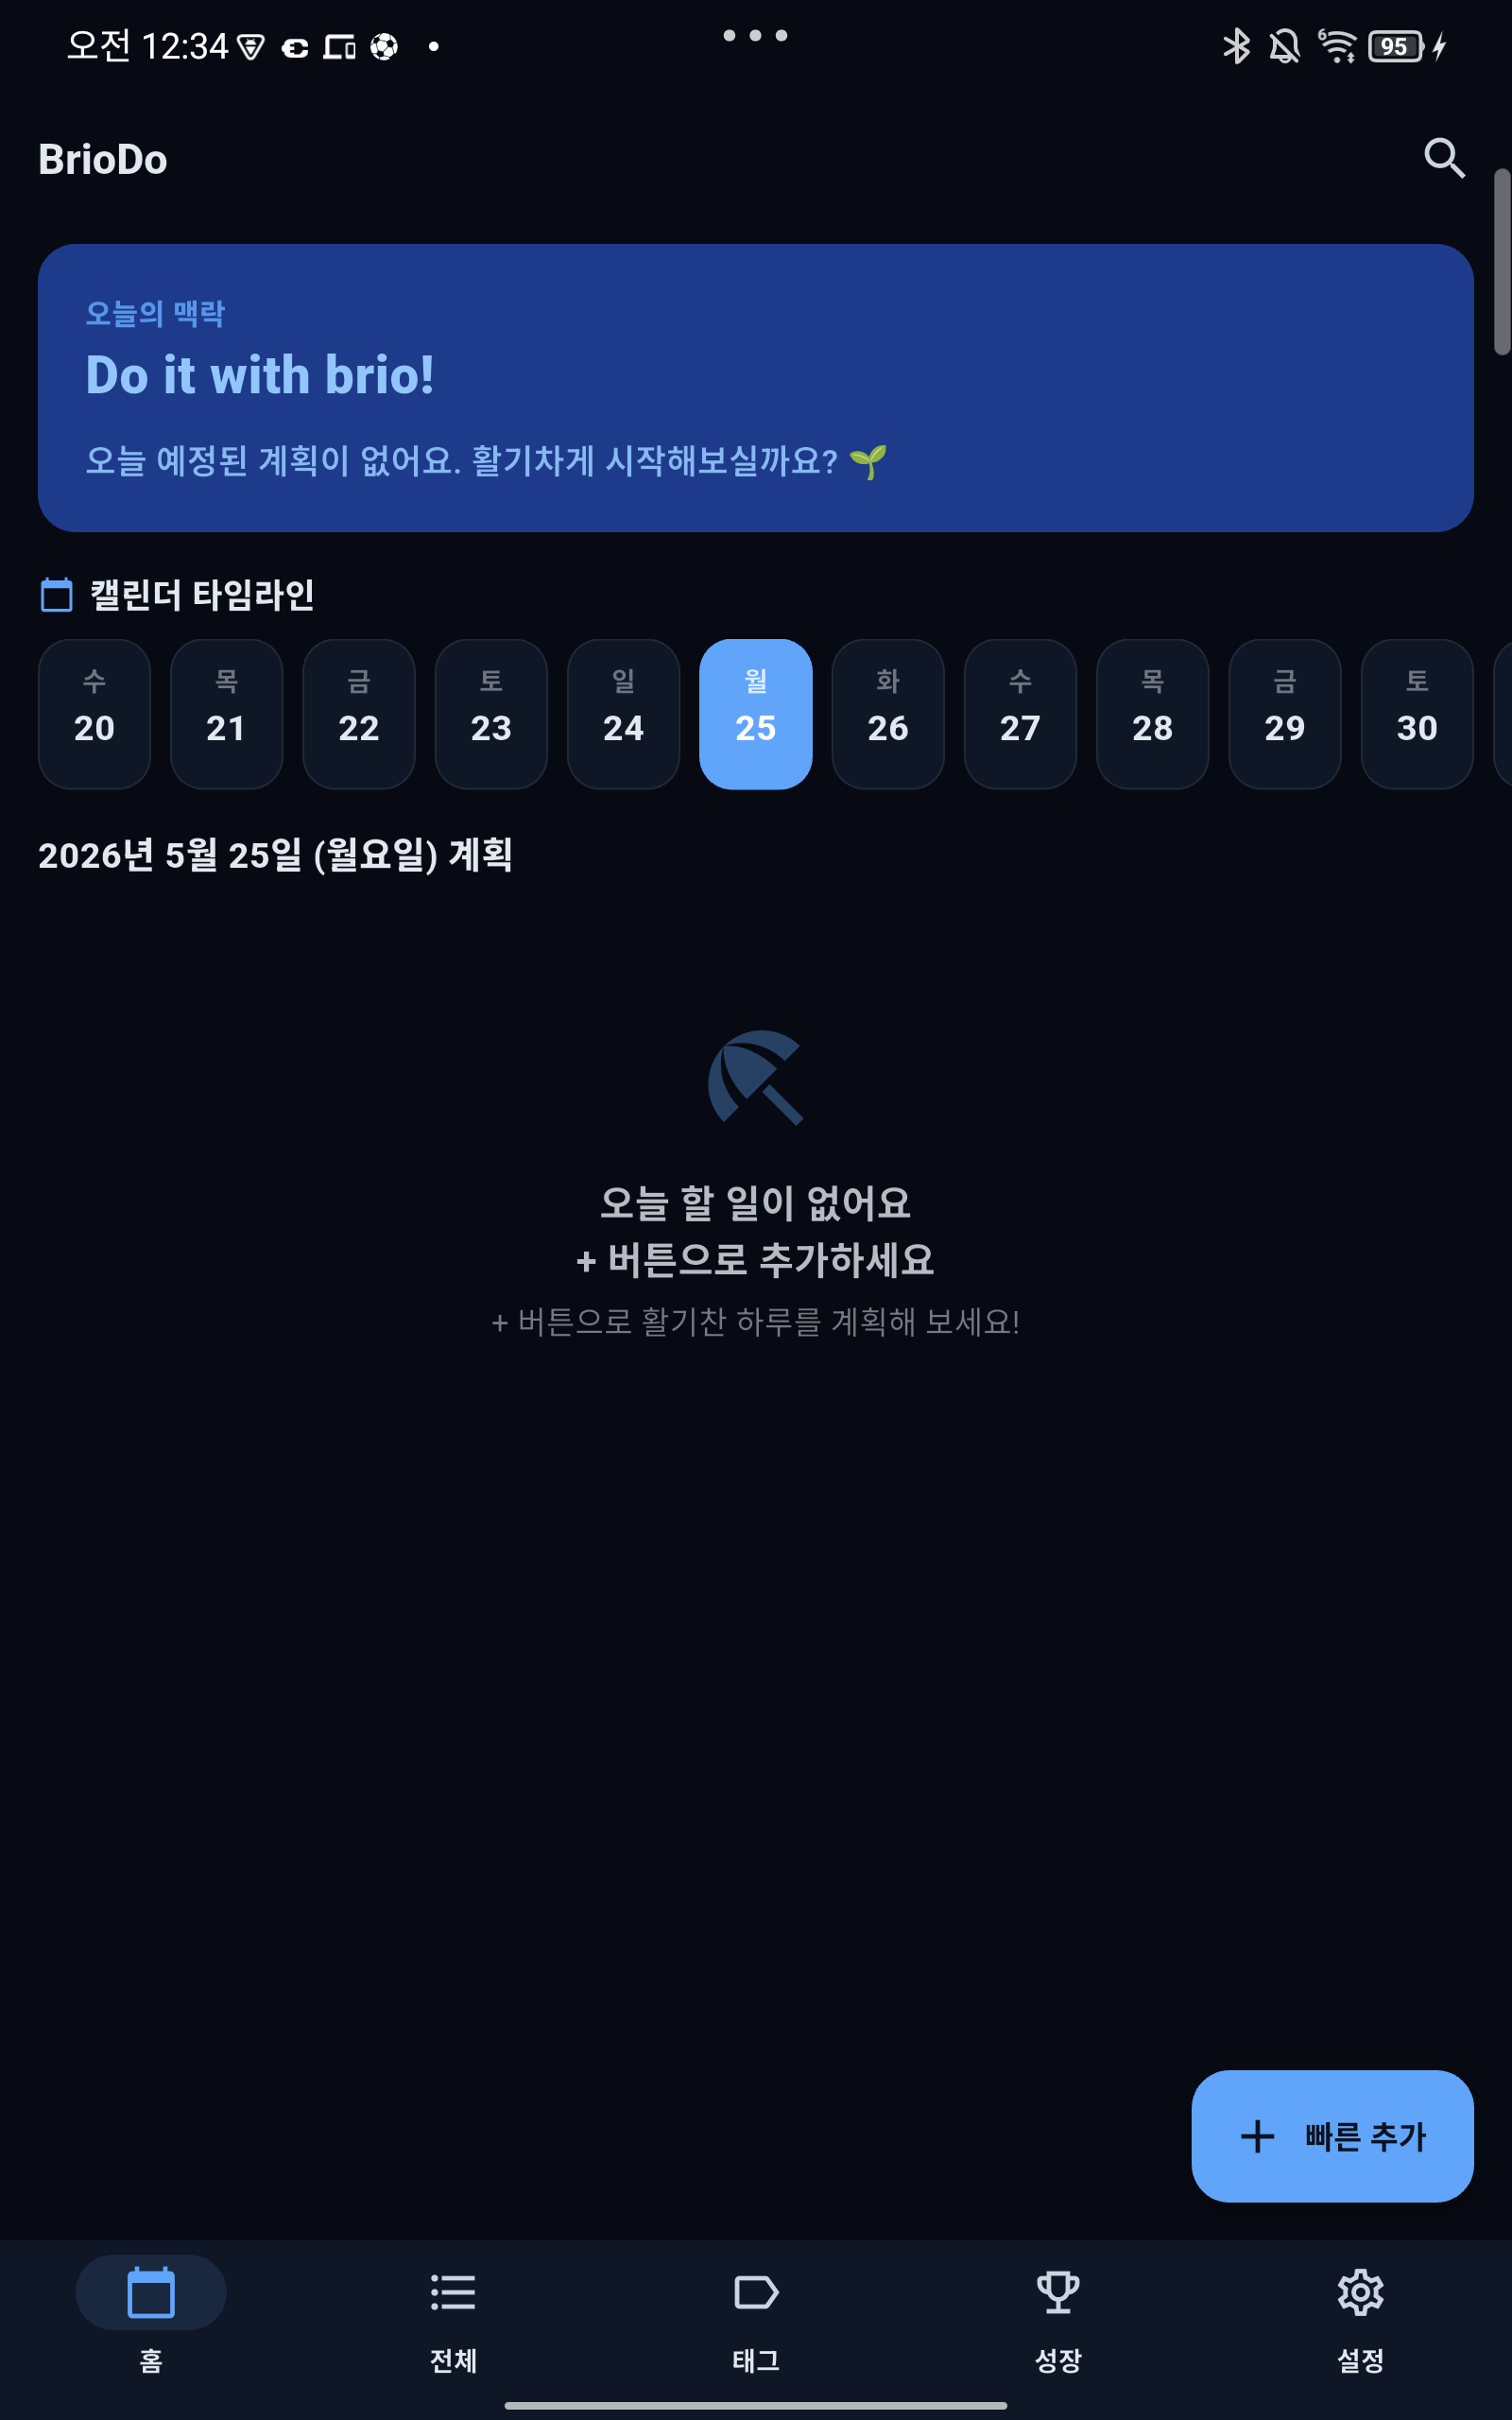 오전 12:34
6
95
BrioDo
오늘의 맥락
Do it with brio!
오늘 예정된 계획이 없어요. 활기차게 시작해보실까요? 🌱
캘린더 타임라인
수 목 금 토 일 월 화 수 목 금 토
20 21 22 23 24 25 26 27 28 29 30
2026년 5월 25일 (월요일) 계획
오늘 할 일이 없어요
+ 버튼으로 추가하세요
+ 버튼으로 활기찬 하루를 계획해 보세요!
+ 빠른 추가
홈 전체 태그 성장 설정